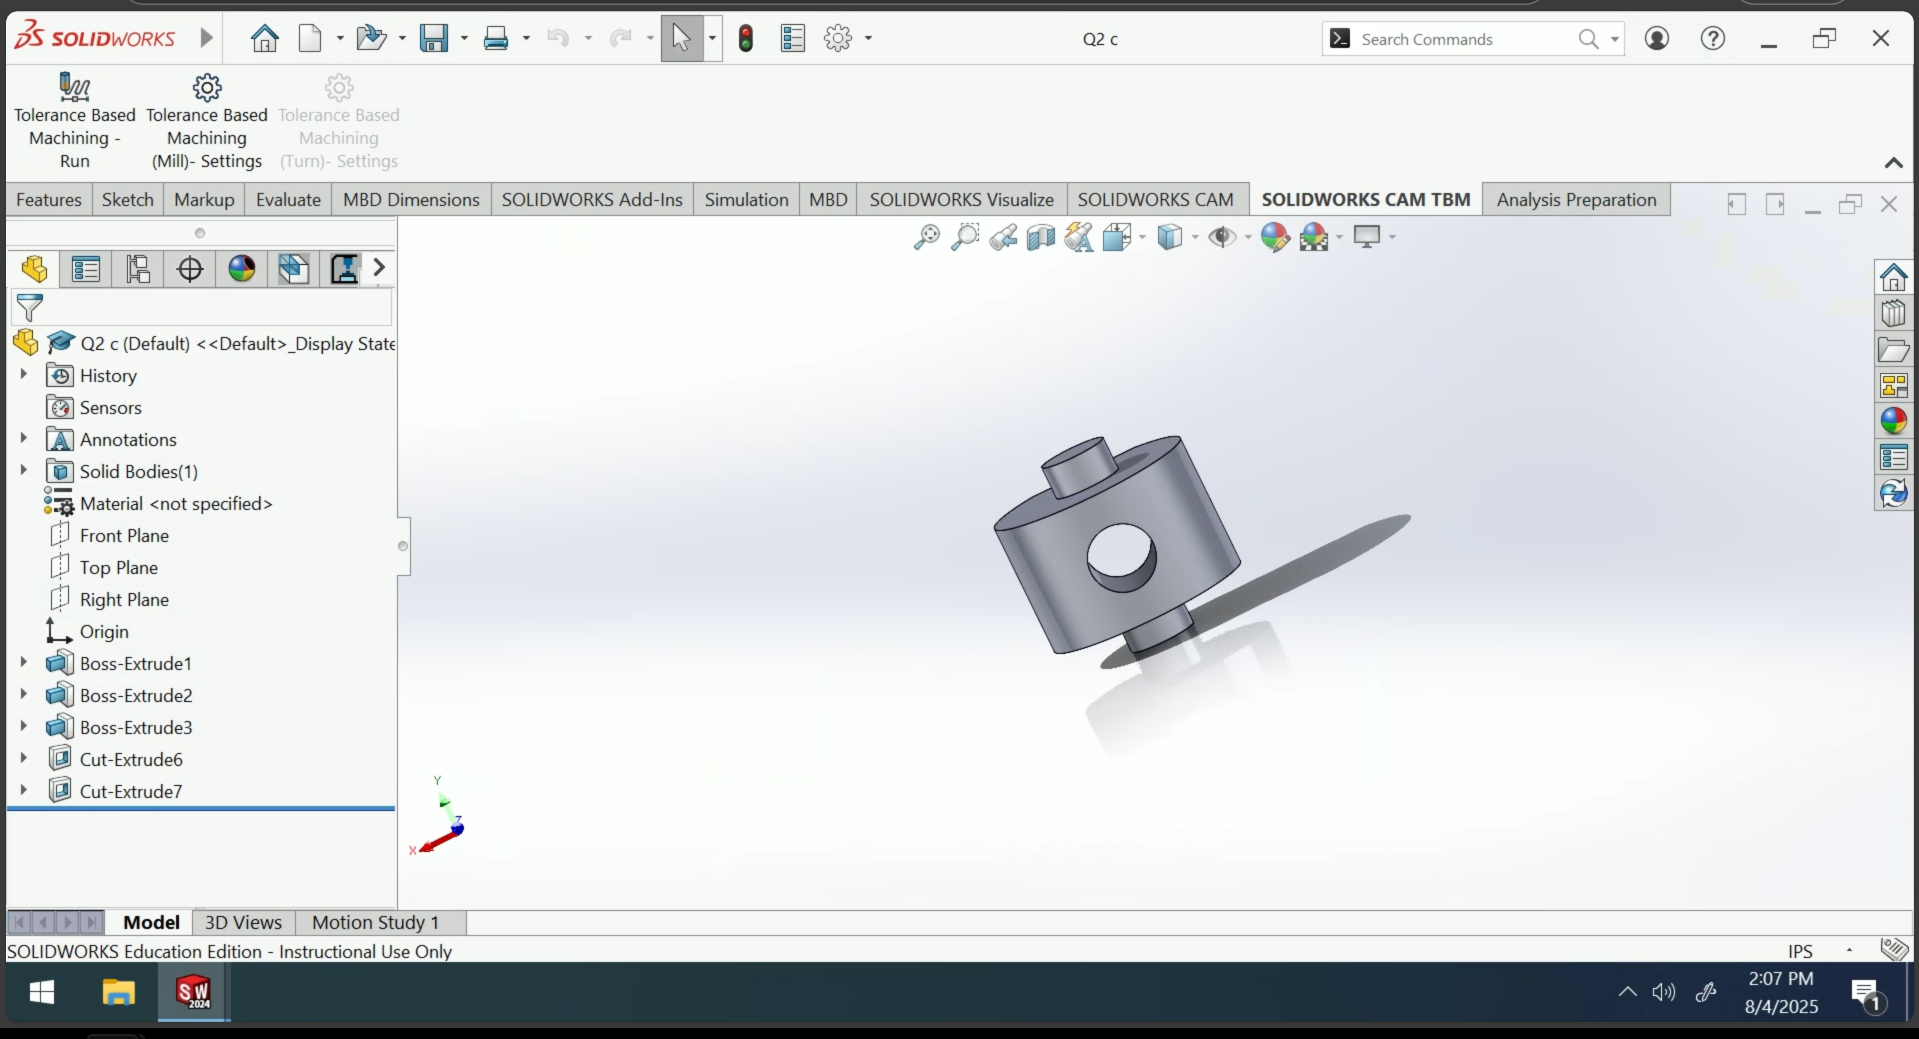 SOLIDWORKS
Q2 c
Search Commands
Tolerance Based
Machining -
Run
Tolerance Based
Machining
(Mill)- Settings
Tolerance Based
Machining
(Turn)- Settings
Features
Sketch
Markup
Evaluate
MBD Dimensions
SOLIDWORKS Add-Ins
Simulation
MBD
SOLIDWORKS Visualize
SOLIDWORKS CAM
SOLIDWORKS CAM TBM
Analysis Preparation
Q2 c (Default) <<Default>_Display State
History
Sensors
Annotations
Solid Bodies(1)
Material <not specified>
Front Plane
Top Plane
Right Plane
Origin
Boss-Extrude1
Boss-Extrude2
Boss-Extrude3
Cut-Extrude6
Cut-Extrude7
Y
Z
X
Model
3D Views
Motion Study 1
SOLIDWORKS Education Edition - Instructional Use Only
IPS
SW
2024
2:07 PM
8/4/2025
1